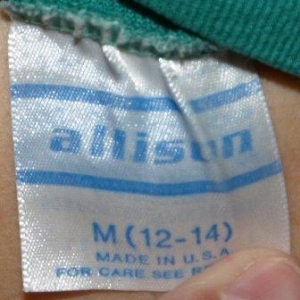 allison
M (12-14)
MADE IN U.S.A.
FOR CARE SEE